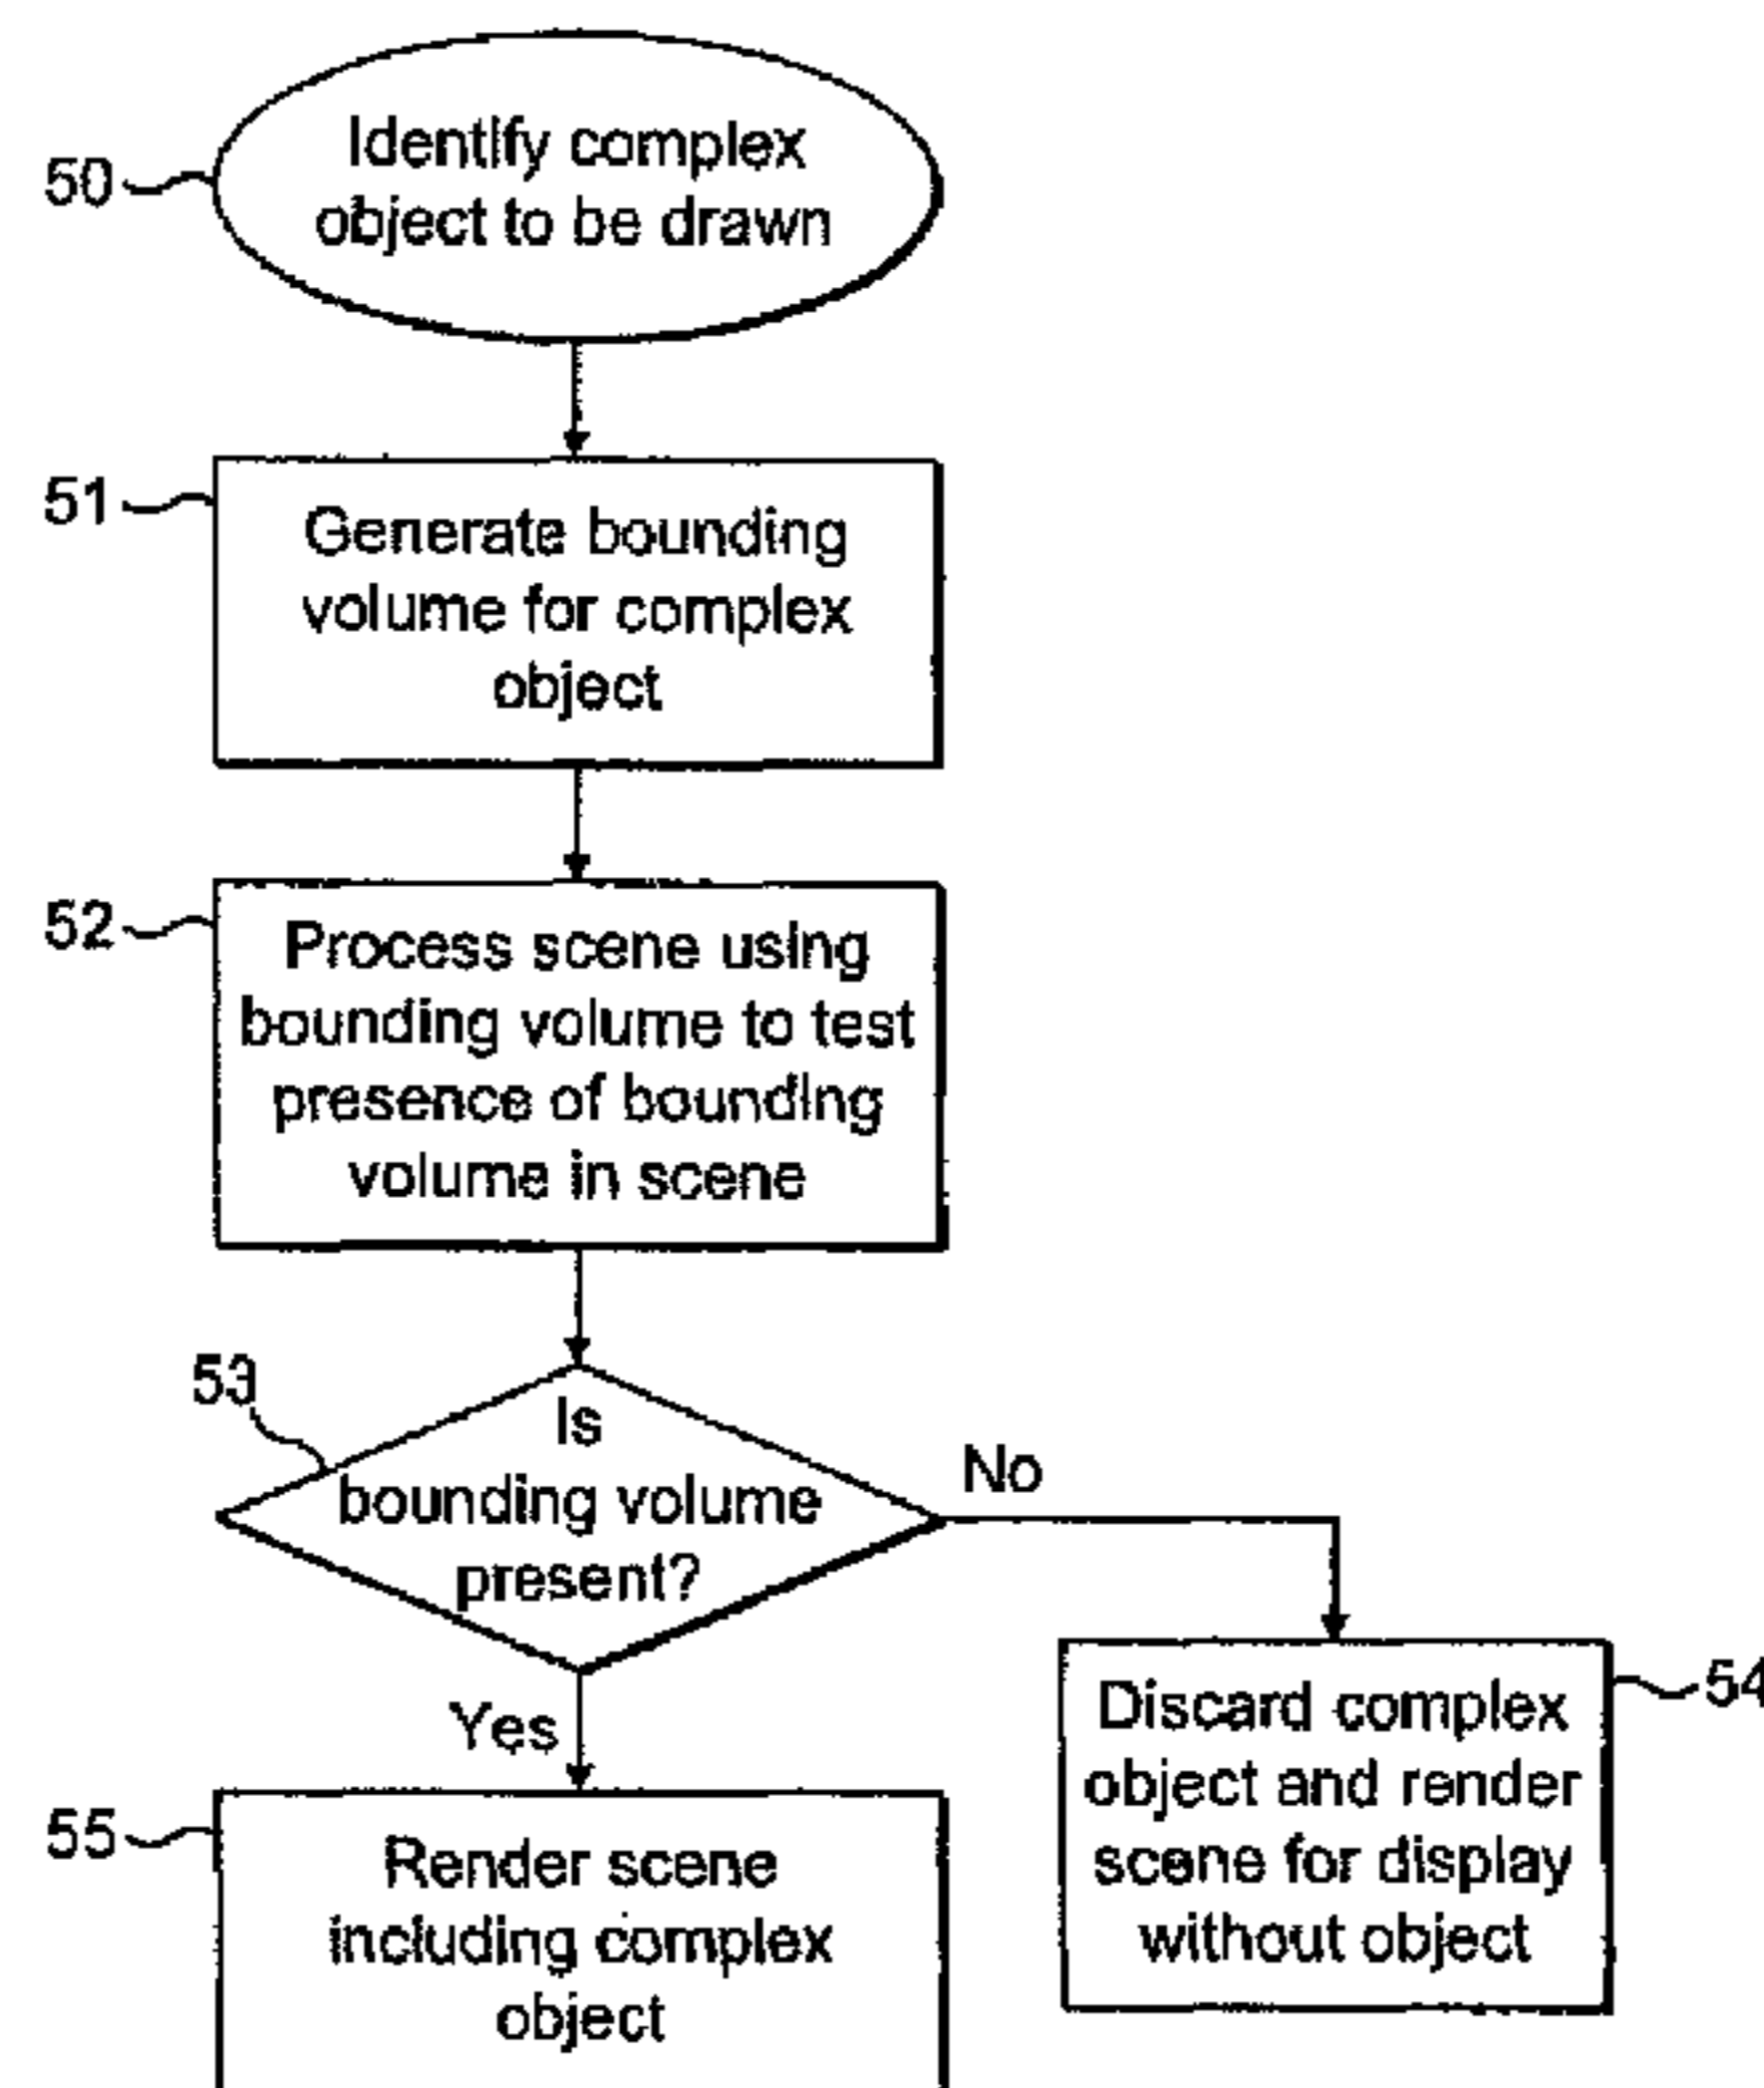 50
Identify complex
object to be drawn
51
Generate bounding
volume for complex
object
52
Process scene using
bounding volume to test
presence of bounding
volume in scene
53
Is
bounding volume
present?
No
Yes
54
Discard complex
object and render
scene for display
without object
55
Render scene
including complex
object